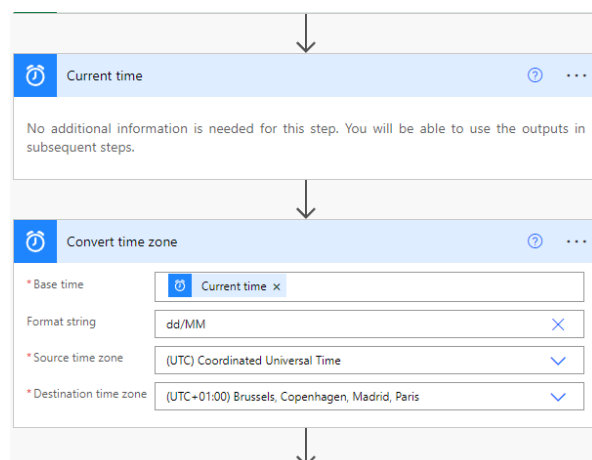 Current time
No additional information is needed for this step. You will be able to use the outputs in
subsequent steps.
Convert time zone
* Base time
Current time ×
Format string
dd/MM
* Source time zone
(UTC) Coordinated Universal Time
* Destination time zone
(UTC+01:00) Brussels, Copenhagen, Madrid, Paris